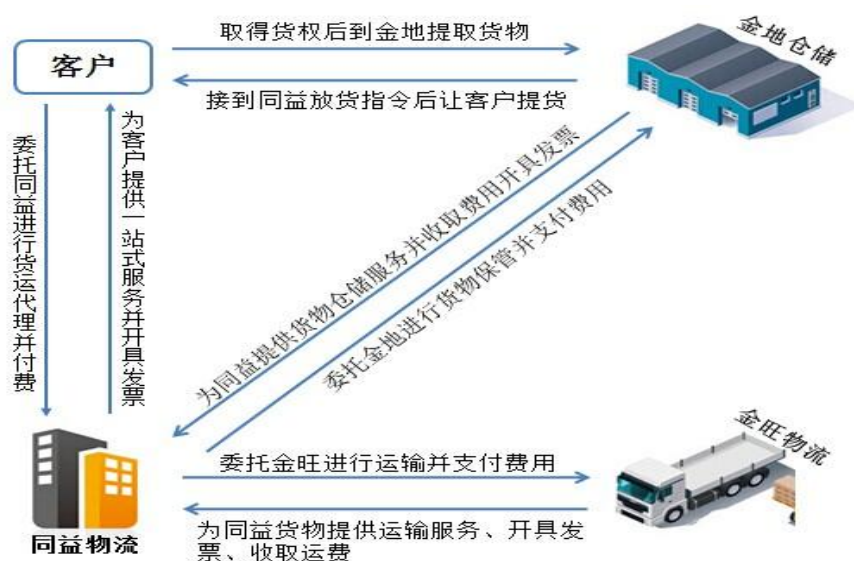 取得货权后到金地提取货物
金地仓储
客户
接到同益放货指令后让客户提货
委托同益进行货运代理并付费
为客户提供一站式服务并开具发票
为同益提供货物仓储服务并收取费用开具发票
委托金地进行货物保管并支付费用
金旺物流
委托金旺进行运输并支付费用
为同益货物提供运输服务、开具发
票、收取运费
同益物流